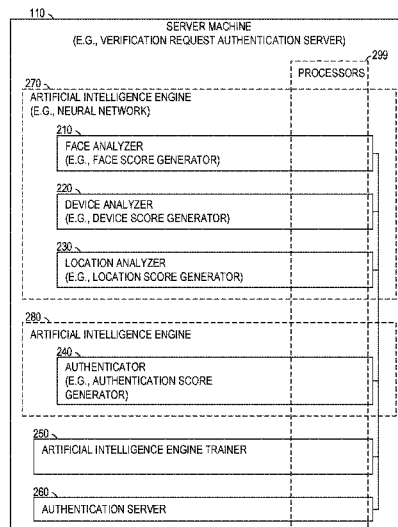 110
SERVER MACHINE
(E.G., VERIFICATION REQUEST AUTHENTICATION SERVER)
299
PROCESSORS
270
ARTIFICIAL INTELLIGENCE ENGINE
(E.G., NEURAL NETWORK)
210
FACE ANALYZER
(E.G., FACE SCORE GENERATOR)
220
DEVICE ANALYZER
(E.G., DEVICE SCORE GENERATOR)
230
LOCATION ANALYZER
(E.G., LOCATION SCORE GENERATOR)
280
ARTIFICIAL INTELLIGENCE ENGINE
240
AUTHENTICATOR
(E.G., AUTHENTICATION SCORE
GENERATOR)
250
ARTIFICIAL INTELLIGENCE ENGINE TRAINER
260
AUTHENTICATION SERVER